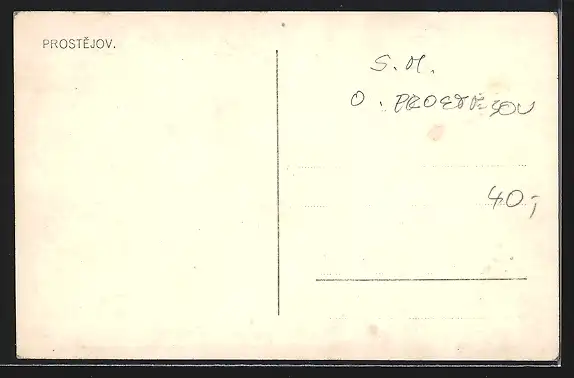 PROSTĚJOV.
S. M.
O. PROSTĚJOV
40,-